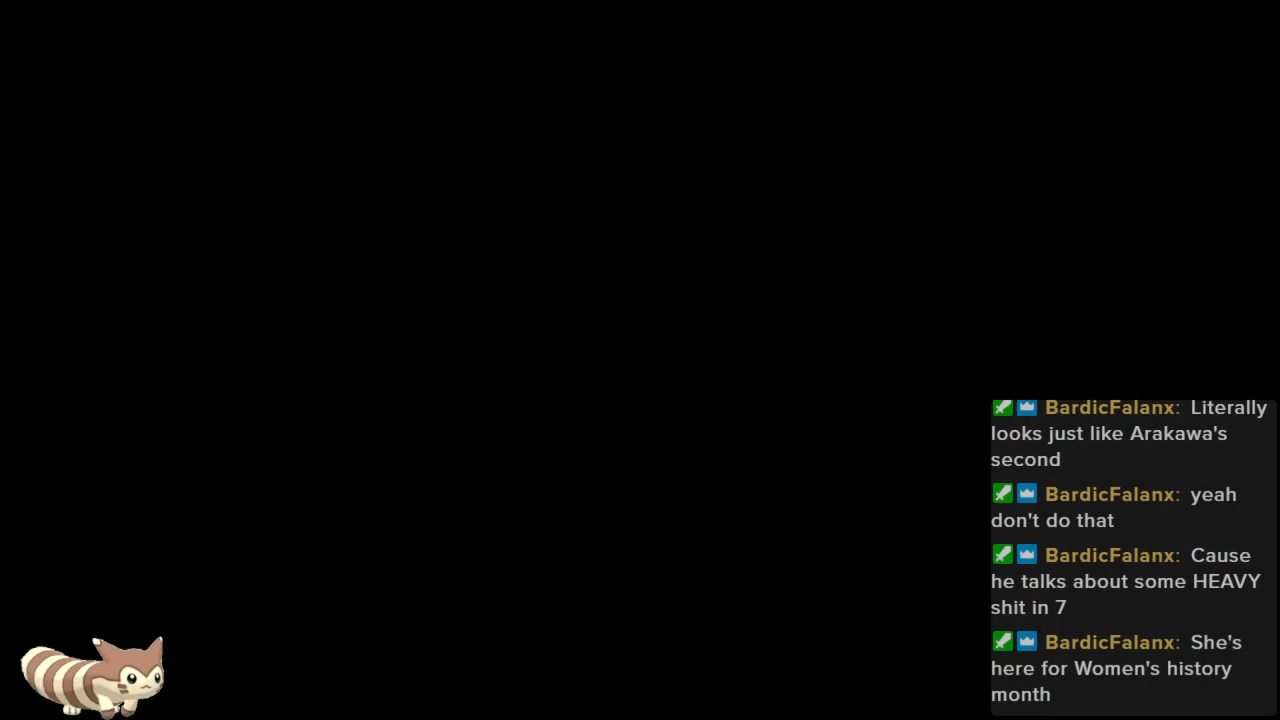 BardicFalanx: Literally
looks just like Arakawa's
second
BardicFalanx: yeah
don't do that
BardicFalanx: Cause
he talks about some HEAVY
shit in 7
BardicFalanx: She's
here for Women's history
month